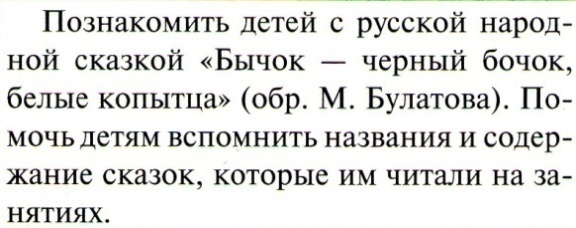 Познакомить детей с русской народ-
ной сказкой «Бычок — черный бочок,
белые копытца» (обр. М. Булатова). По-
мочь детям вспомнить названия и содер-
жание сказок, которые им читали на за-
нятиях.